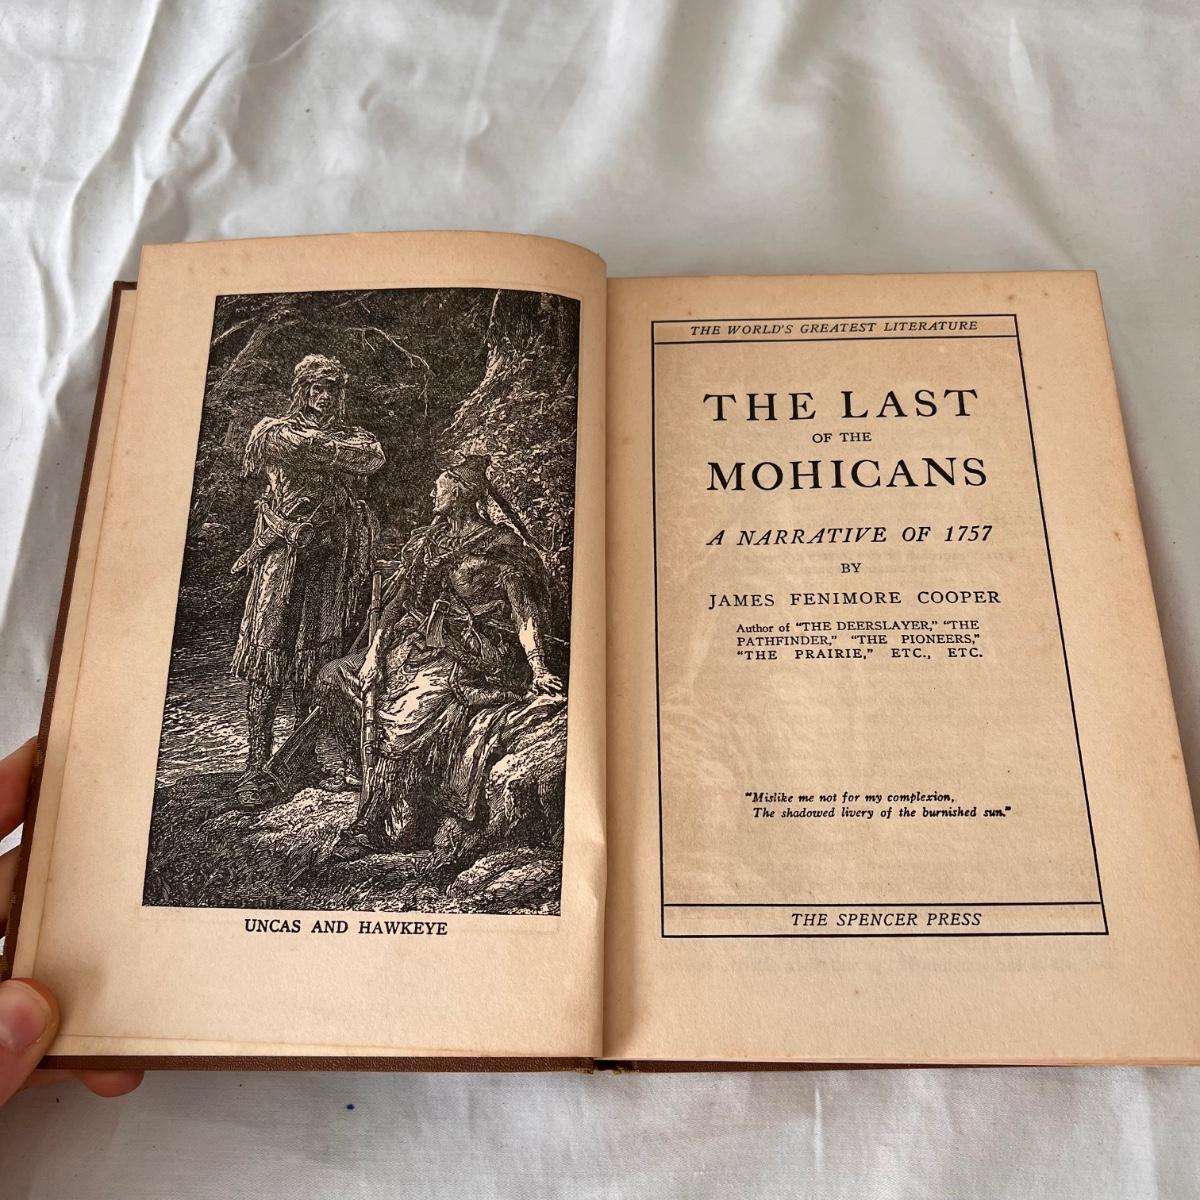 UNCAS AND HAWKEYE
THE WORLD'S GREATEST LITERATURE
THE LAST
OF THE
MOHICANS
A NARRATIVE OF 1757
BY
JAMES FENIMORE COOPER
Author of "THE DEERSLAYER," "THE
PATHFINDER," "THE PIONEERS,"
"THE PRAIRIE," ETC., ETC.
"Mislike me not for my complexion,
The shadowed livery of the burnished sun."
THE SPENCER PRESS